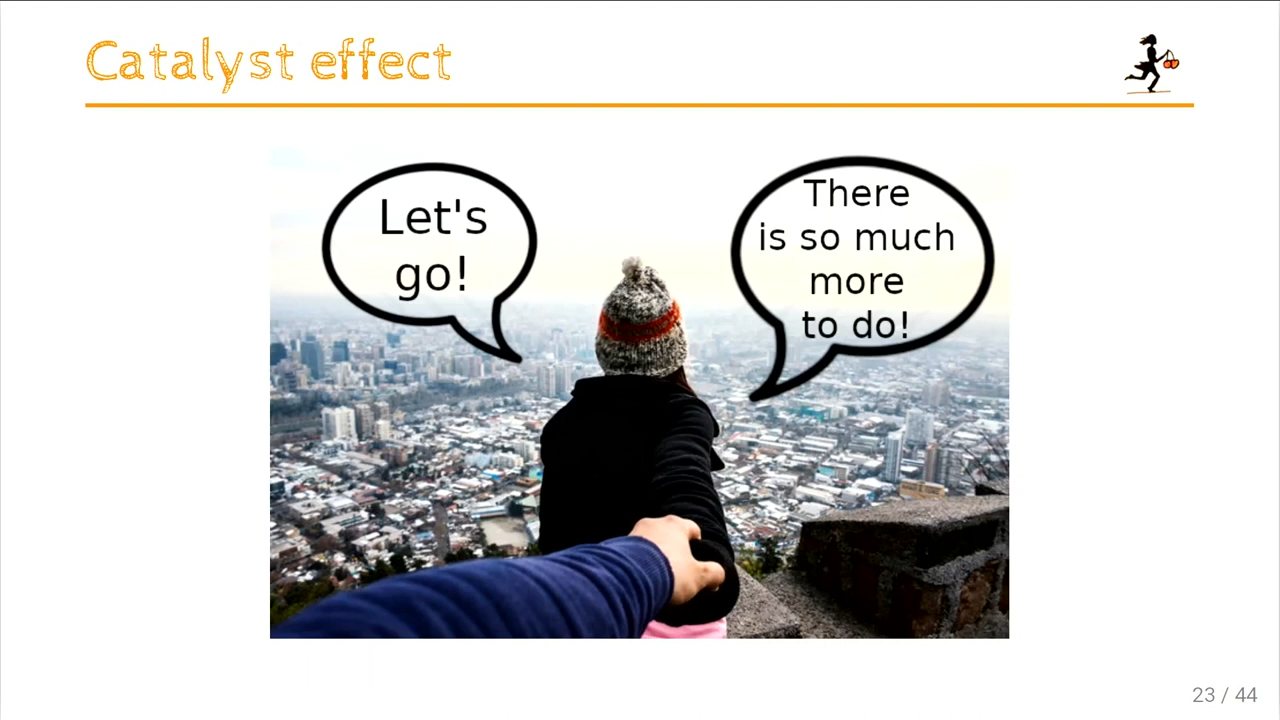 Catalyst effect
Let's
go!
There
is so much
more
to do!
23 / 44